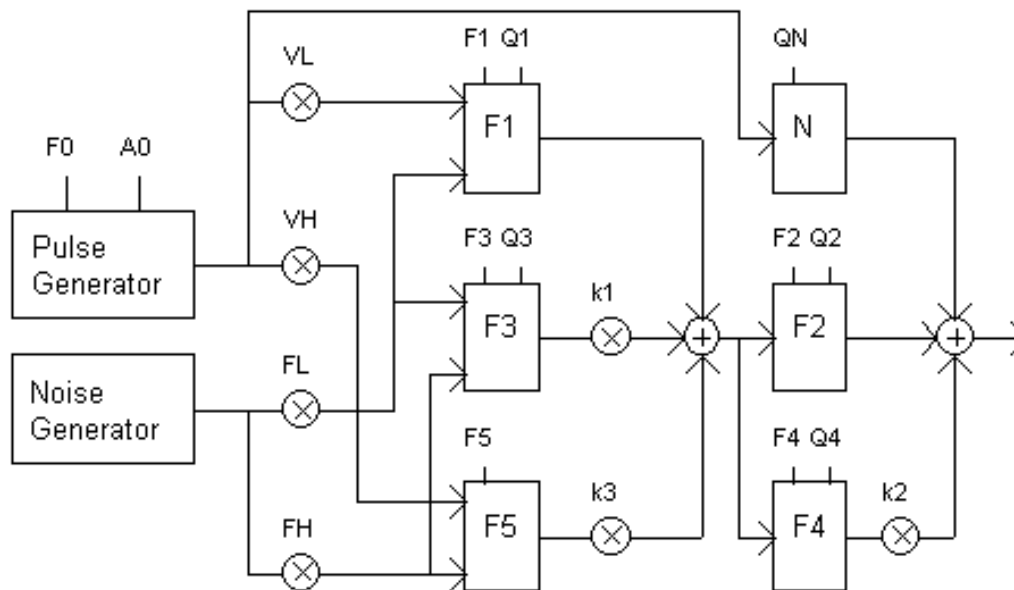 F1 Q1
QN
VL
F1
N
F0 A0
VH
F3 Q3
F2 Q2
Pulse
Generator
k1
F3
F2
+
+
FL
Noise
Generator
F5
F4 Q4
k3
k2
F5
F4
FH